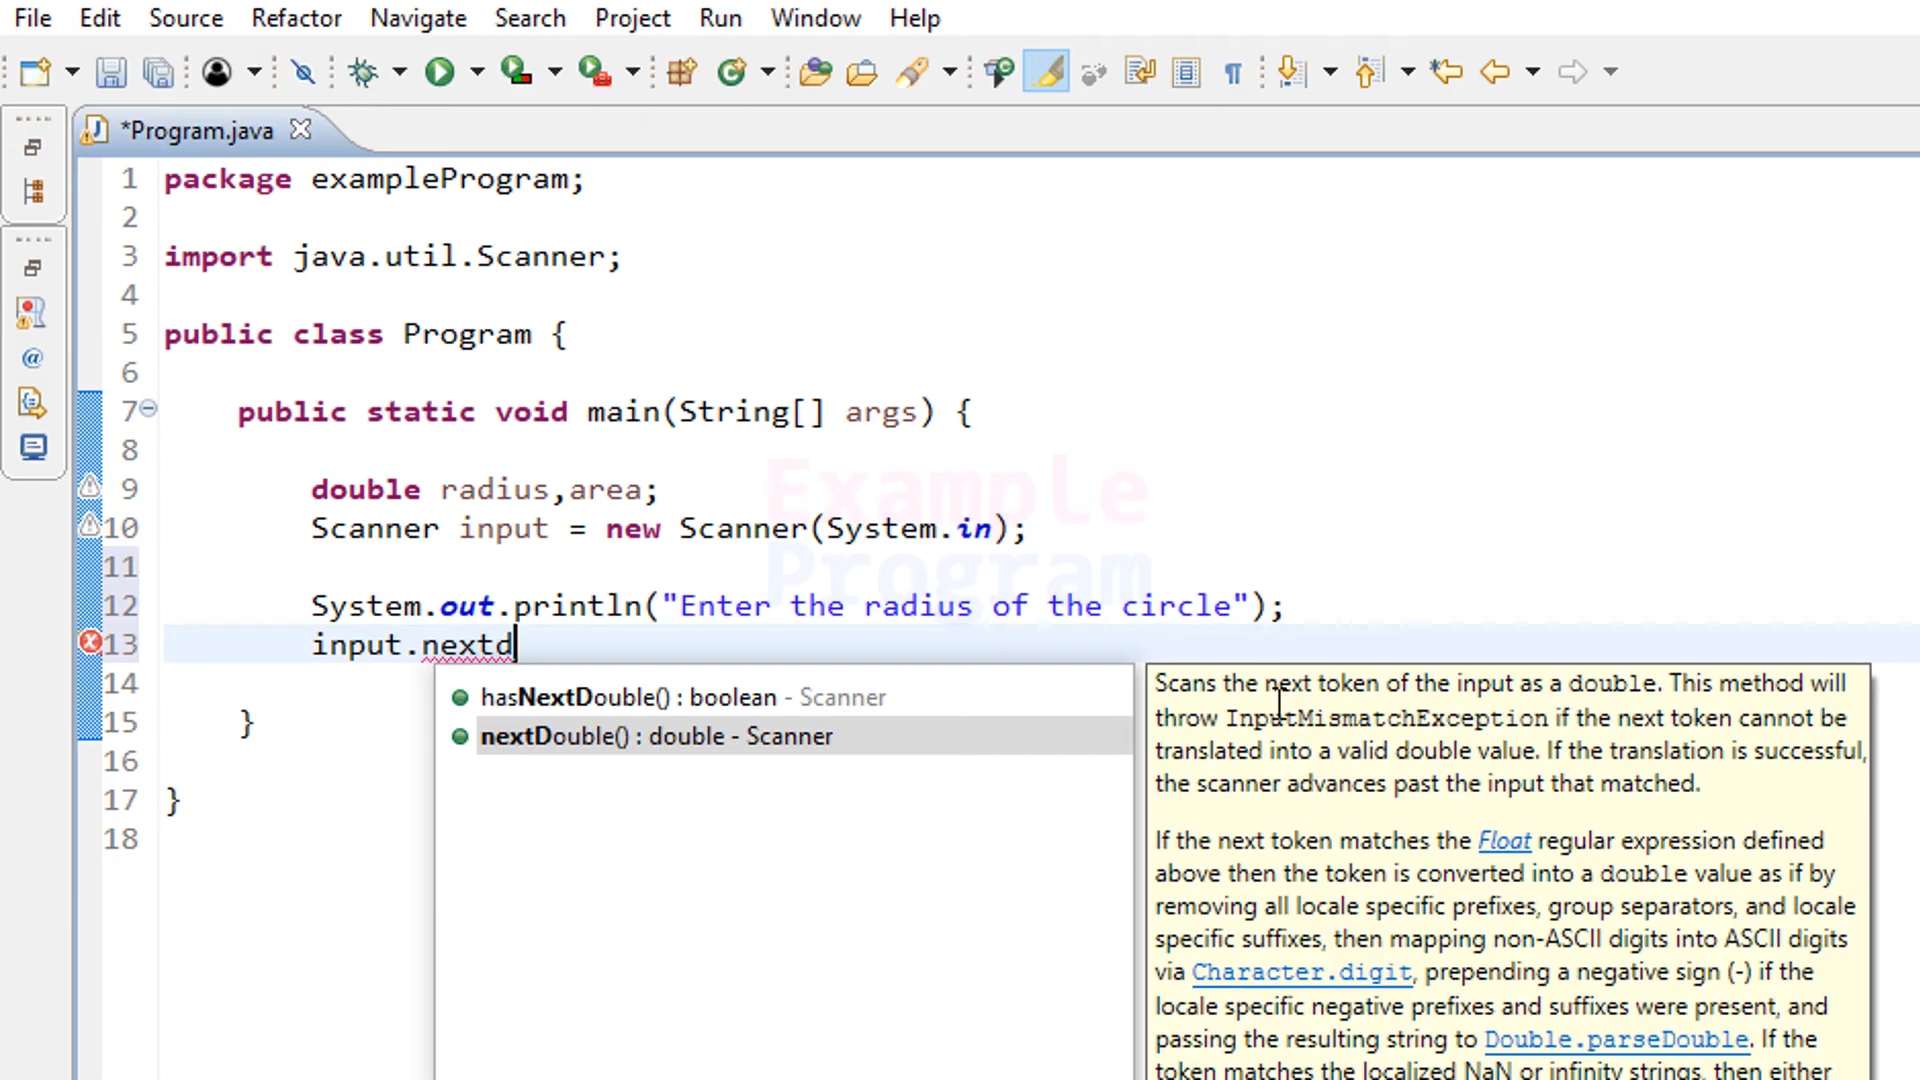 File Edit Source Refactor Navigate Search Project Run Window Help
*Program.java
1 package exampleProgram;
2
3 import java.util.Scanner;
4
5 public class Program {
6
7 public static void main(String[] args) {
8
9 double radius,area;
10 Scanner input = new Scanner(System.in);
11
12 System.out.println("Enter the radius of the circle");
13 input.nextd
14
15 }
16
17 }
18
Example
Program
hasNextDouble() : boolean - Scanner
nextDouble() : double - Scanner
Scans the next token of the input as a double. This method will
throw InputMismatchException if the next token cannot be
translated into a valid double value. If the translation is successful,
the scanner advances past the input that matched.
If the next token matches the Float regular expression defined
above then the token is converted into a double value as if by
removing all locale specific prefixes, group separators, and locale
specific suffixes, then mapping non-ASCII digits into ASCII digits
via Character.digit, prepending a negative sign (-) if the
locale specific negative prefixes and suffixes were present, and
passing the resulting string to Double.parseDouble. If the
token matches the localized NaN or infinity strings, then either